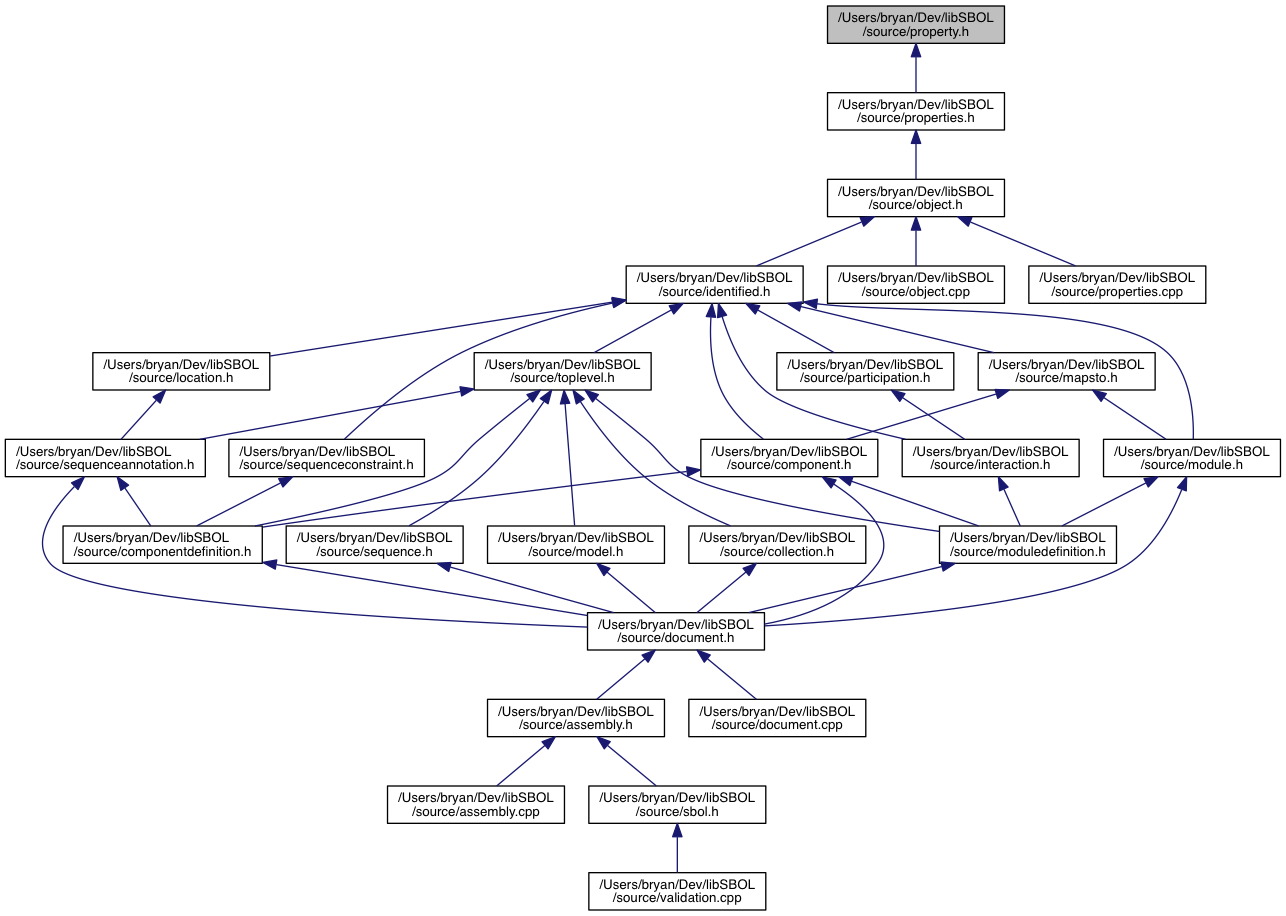 /Users/bryan/Dev/libSBOL
/source/property.h
/Users/bryan/Dev/libSBOL
/source/properties.h
/Users/bryan/Dev/libSBOL
/source/object.h
/Users/bryan/Dev/libSBOL
/source/identified.h
/Users/bryan/Dev/libSBOL
/source/object.cpp
/Users/bryan/Dev/libSBOL
/source/properties.cpp
/Users/bryan/Dev/libSBOL
/source/location.h
/Users/bryan/Dev/libSBOL
/source/toplevel.h
/Users/bryan/Dev/libSBOL
/source/participation.h
/Users/bryan/Dev/libSBOL
/source/mapsto.h
/Users/bryan/Dev/libSBOL
/source/sequenceannotation.h
/Users/bryan/Dev/libSBOL
/source/sequenceconstraint.h
/Users/bryan/Dev/libSBOL
/source/component.h
/Users/bryan/Dev/libSBOL
/source/interaction.h
/Users/bryan/Dev/libSBOL
/source/module.h
/Users/bryan/Dev/libSBOL
/source/componentdefinition.h
/Users/bryan/Dev/libSBOL
/source/sequence.h
/Users/bryan/Dev/libSBOL
/source/model.h
/Users/bryan/Dev/libSBOL
/source/collection.h
/Users/bryan/Dev/libSBOL
/source/moduledefinition.h
/Users/bryan/Dev/libSBOL
/source/document.h
/Users/bryan/Dev/libSBOL
/source/assembly.h
/Users/bryan/Dev/libSBOL
/source/document.cpp
/Users/bryan/Dev/libSBOL
/source/assembly.cpp
/Users/bryan/Dev/libSBOL
/source/sbol.h
/Users/bryan/Dev/libSBOL
/source/validation.cpp